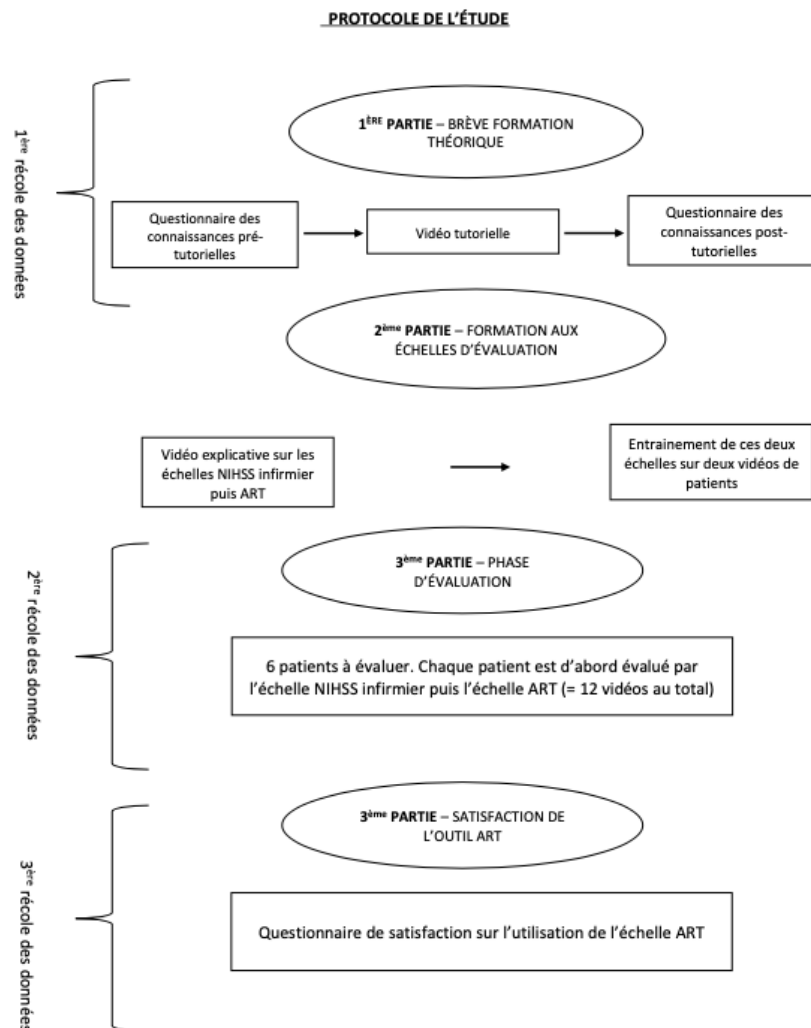 PROTOCOLE DE L'ÉTUDE
1ère récole des données
1ÈRE PARTIE – BRÈVE FORMATION
THÉORIQUE
Questionnaire des
connaissances pré-
tutorielles
Vidéo tutorielle
Questionnaire des
connaissances post-
tutorielles
2ème PARTIE – FORMATION AUX
ÉCHELLES D'ÉVALUATION
Vidéo explicative sur les
échelles NIHSS infirmier
puis ART
Entrainement de ces deux
échelles sur deux vidéos de
patients
2ère récole des données
3ème PARTIE – PHASE
D'ÉVALUATION
6 patients à évaluer. Chaque patient est d'abord évalué par
l'échelle NIHSS infirmier puis l'échelle ART (= 12 vidéos au total)
3ère récole des données
3ème PARTIE – SATISFACTION DE
L'OUTIL ART
Questionnaire de satisfaction sur l'utilisation de l'échelle ART